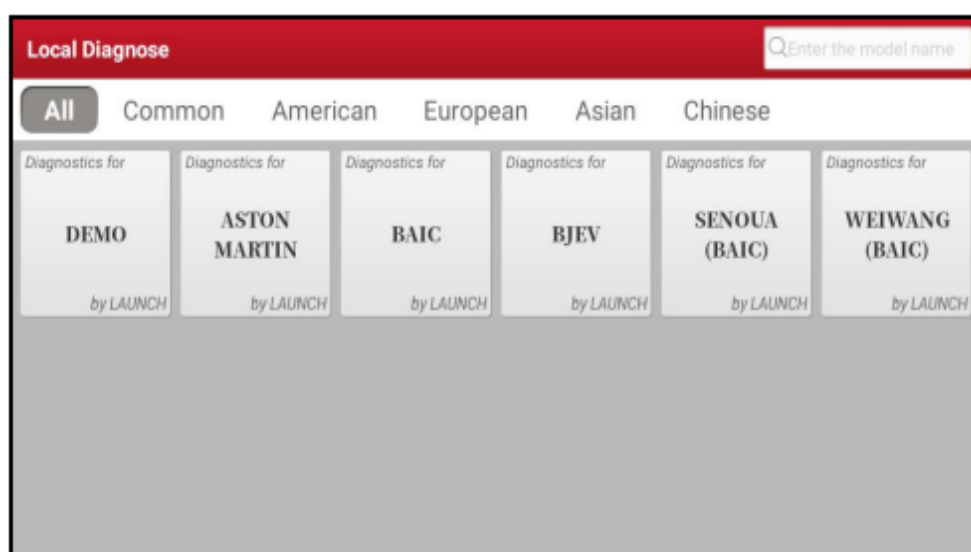 Local Diagnose
Enter the model name
All Common American European Asian Chinese
Diagnostics for Diagnostics for Diagnostics for Diagnostics for Diagnostics for Diagnostics for
DEMO
ASTON
MARTIN
BAIC
BJEV
SENOUA
(BAIC)
WEIWANG
(BAIC)
by LAUNCH by LAUNCH by LAUNCH by LAUNCH by LAUNCH by LAUNCH